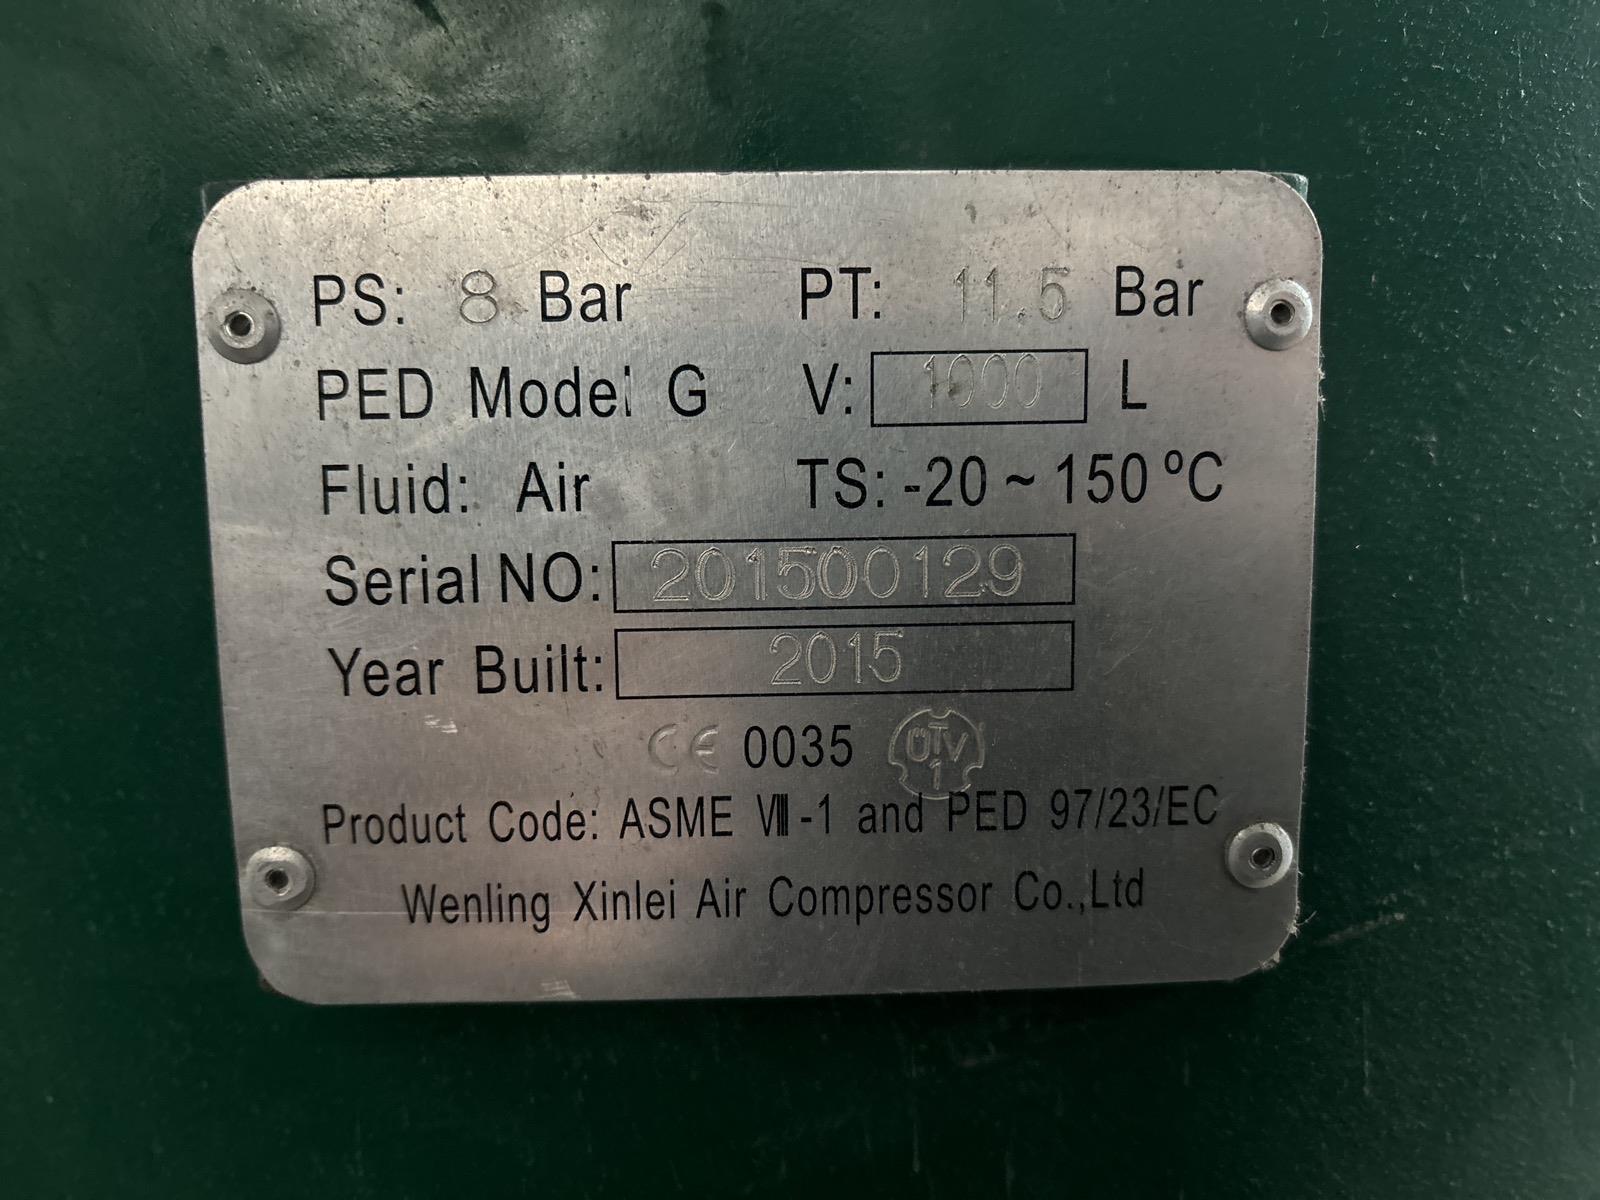 PS: 8 Bar PT: 11.5 Bar
PED Model G V: 1000 L
Fluid: Air TS: -20 ~ 150 ºC
Serial NO: 201500129
Year Built: 2015
CE 0035 TÜV 1
Product Code: ASME Ⅷ-1 and PED 97/23/EC
Wenling Xinlei Air Compressor Co.,Ltd